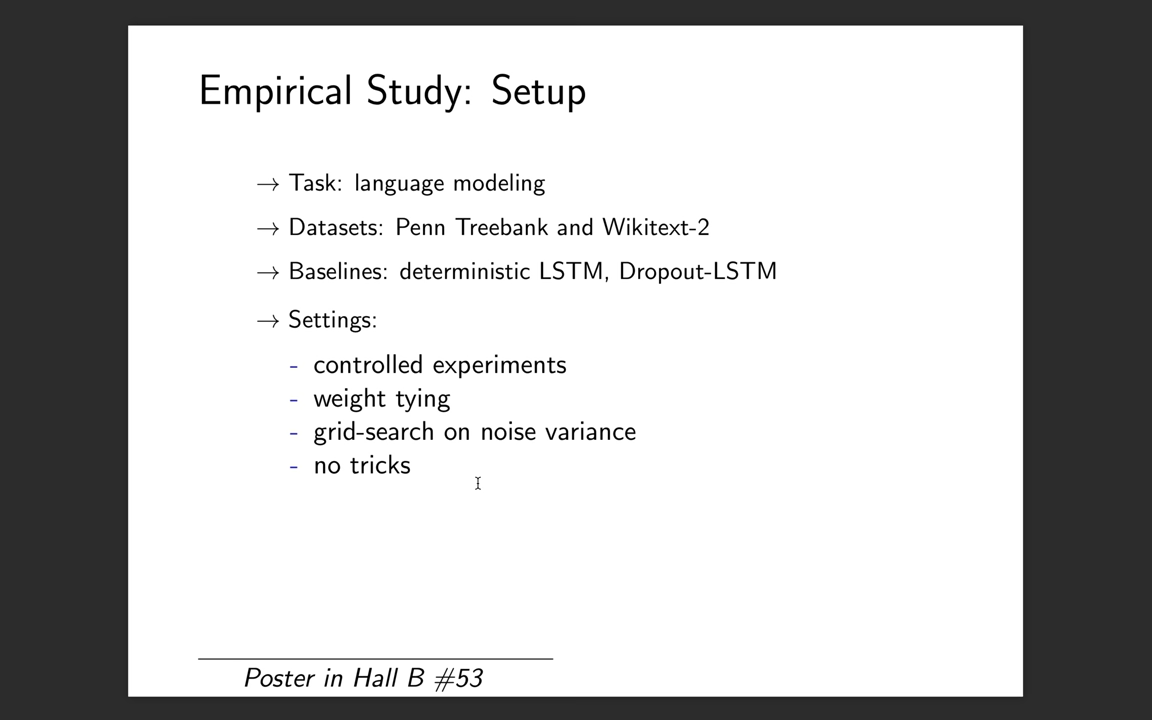 Empirical Study: Setup
→ Task: language modeling
→ Datasets: Penn Treebank and Wikitext-2
→ Baselines: deterministic LSTM, Dropout-LSTM
→ Settings:
- controlled experiments
- weight tying
- grid-search on noise variance
- no tricks
Poster in Hall B #53